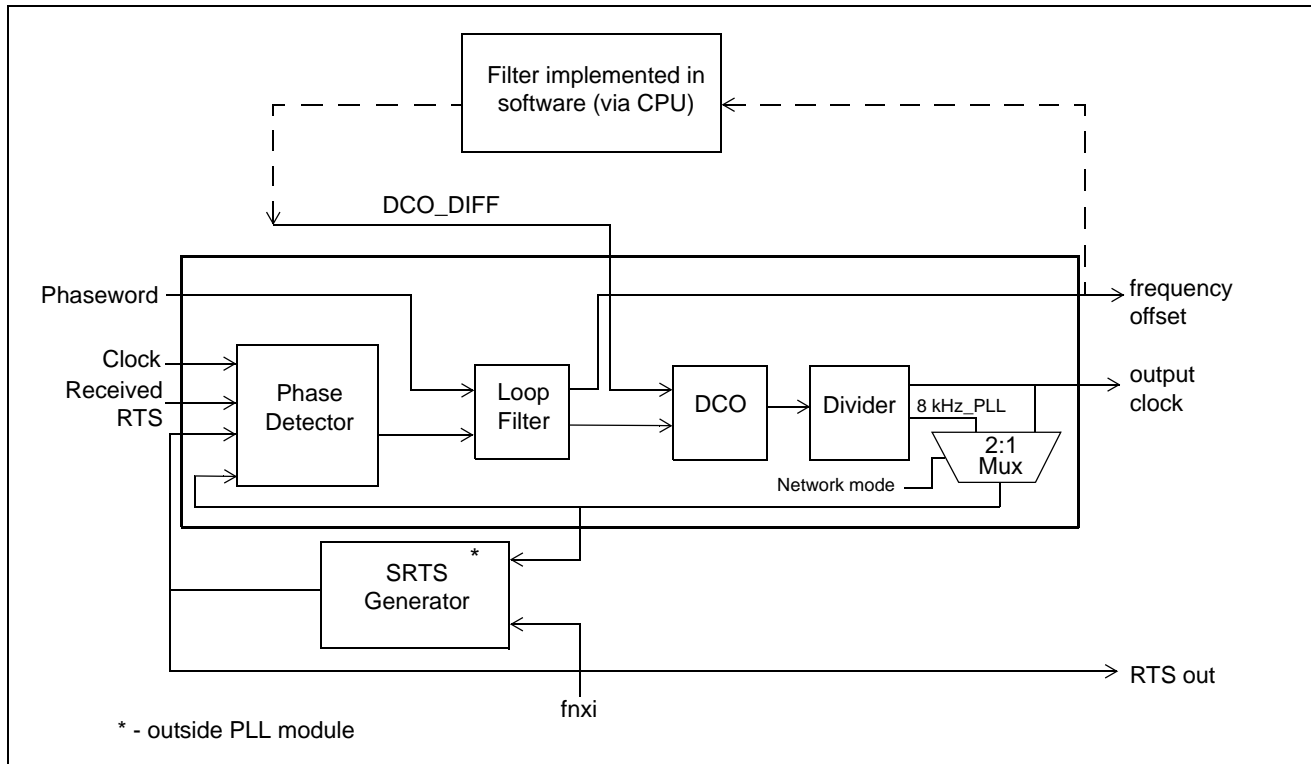 Filter implemented in
software (via CPU)
DCO_DIFF
Phaseword
frequency
offset
Clock
Received
RTS
Phase
Detector
Loop
Filter
DCO
Divider
8 kHz_PLL
output
clock
2:1
Mux
Network mode
*
SRTS
Generator
RTS out
fnxi
* - outside PLL module